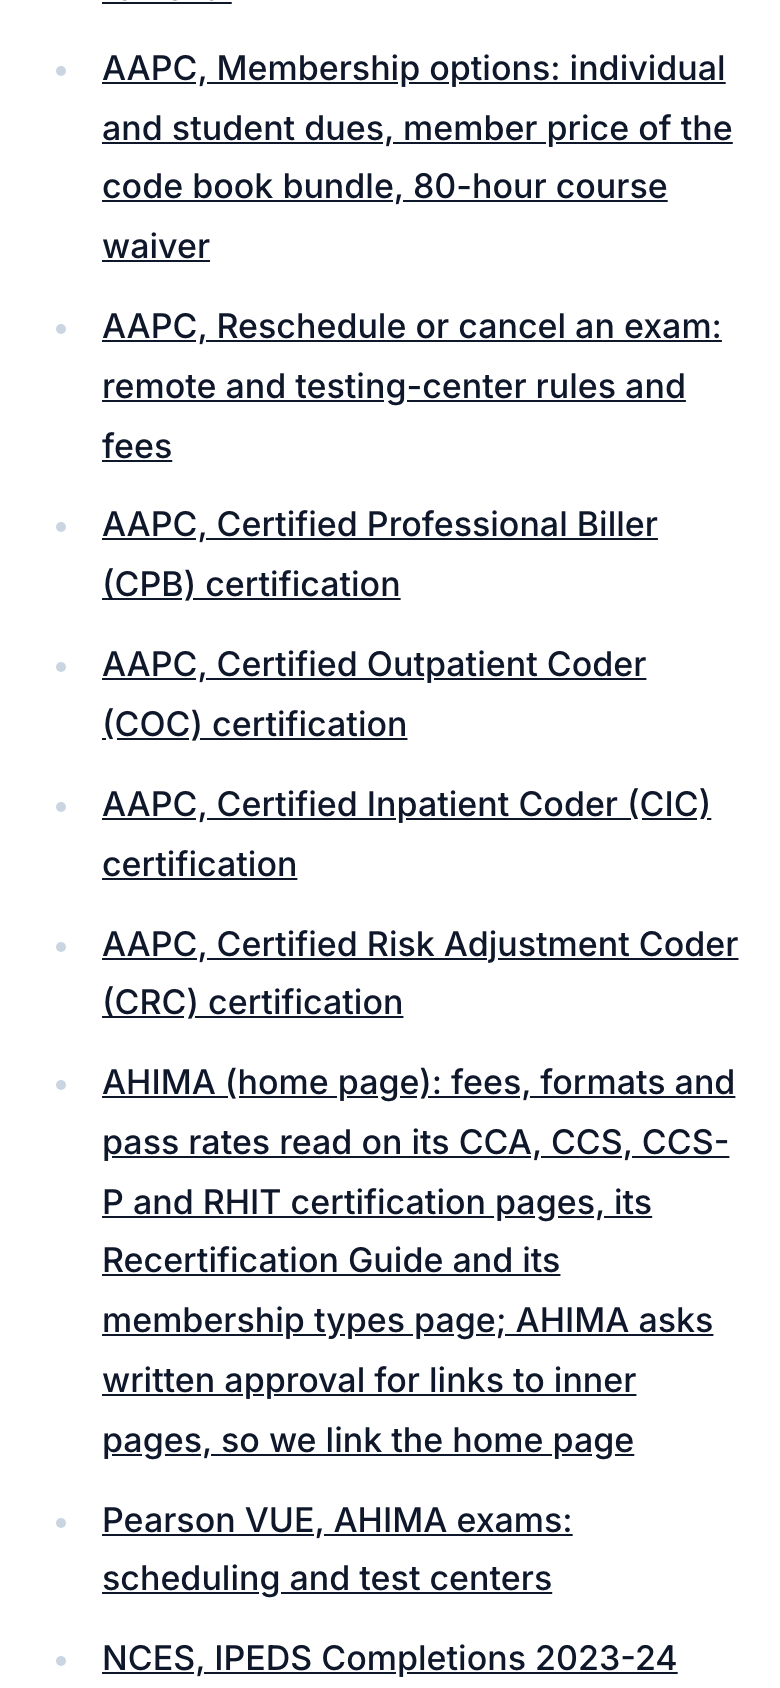 AAPC, Membership options: individual
and student dues, member price of the
code book bundle, 80-hour course
waiver
AAPC, Reschedule or cancel an exam:
remote and testing-center rules and
fees
AAPC, Certified Professional Biller
(CPB) certification
AAPC, Certified Outpatient Coder
(COC) certification
AAPC, Certified Inpatient Coder (CIC)
certification
AAPC, Certified Risk Adjustment Coder
(CRC) certification
AHIMA (home page): fees, formats and
pass rates read on its CCA, CCS, CCS-
P and RHIT certification pages, its
Recertification Guide and its
membership types page; AHIMA asks
written approval for links to inner
pages, so we link the home page
Pearson VUE, AHIMA exams:
scheduling and test centers
NCES, IPEDS Completions 2023-24